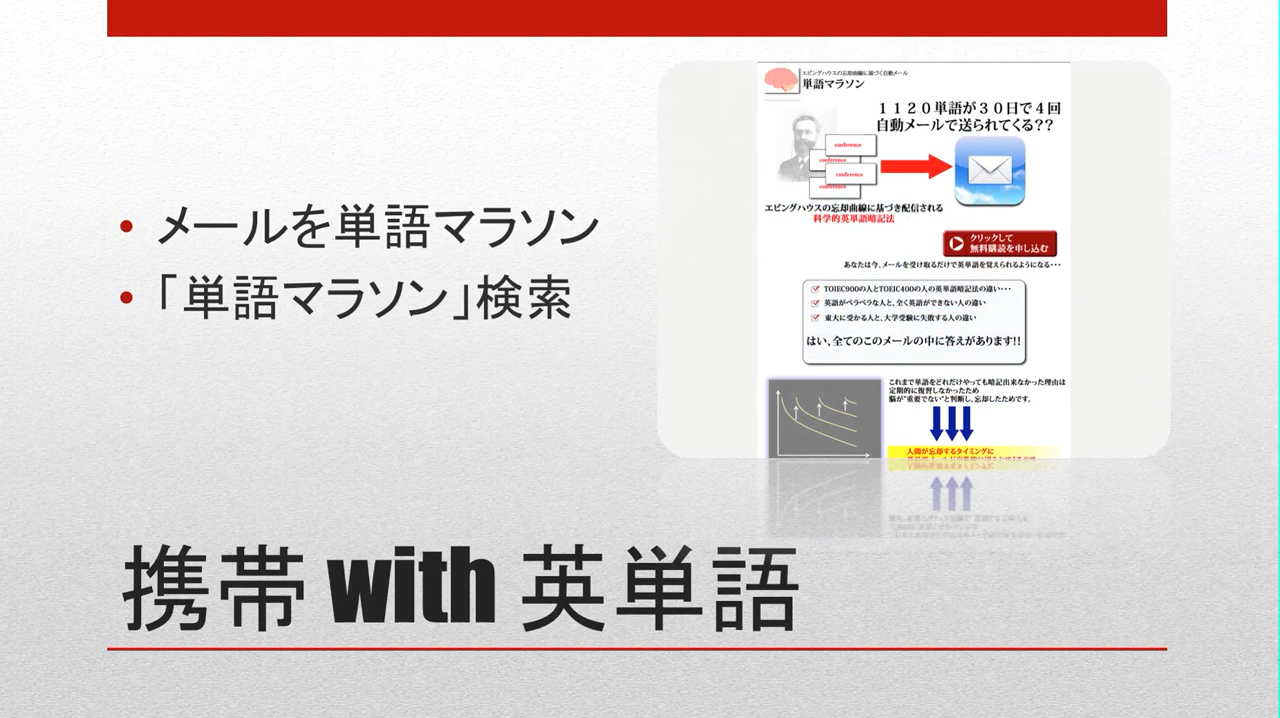 エビングハウスの忘却曲線に基づく自動メール
単語マラソン
１１２０単語が３０日で４回
自動メールで送られてくる??
conference
conference
conference
conference
エビングハウスの忘却曲線に基づき配信される
科学的英単語暗記法
クリックして
無料購読を申し込む
あなたは今、メールを受け取るだけで英単語を覚えられるようになる・・・
TOIEC900の人とTOEIC400の人の英単語暗記法の違い・・・
英語がペラペラな人と、全く英語ができない人の違い
東大に受かる人と、大学受験に失敗する人の違い
はい、全てのこのメールの中に答えがあります!!
これまで単語をどれだけやっても暗記出来なかった理由は
定期的に復習しなかったため
脳が"重要でない"と判断し、忘却したためです。
人間が忘却するタイミングに
• メールを単語マラソン
• 「単語マラソン」検索
携帯 with 英単語